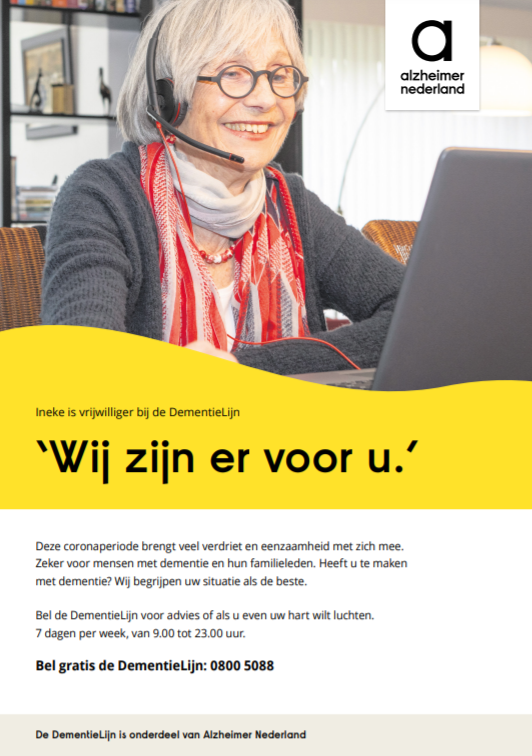 alzheimer
nederland
Ineke is vrijwilliger bij de DementieLijn
‘Wij zijn er voor u.’
Deze coronaperiode brengt veel verdriet en eenzaamheid met zich mee.
Zeker voor mensen met dementie en hun familieleden. Heeft u te maken
met dementie? Wij begrijpen uw situatie als de beste.
Bel de DementieLijn voor advies of als u even uw hart wilt luchten.
7 dagen per week, van 9.00 tot 23.00 uur.
Bel gratis de DementieLijn: 0800 5088
De DementieLijn is onderdeel van Alzheimer Nederland